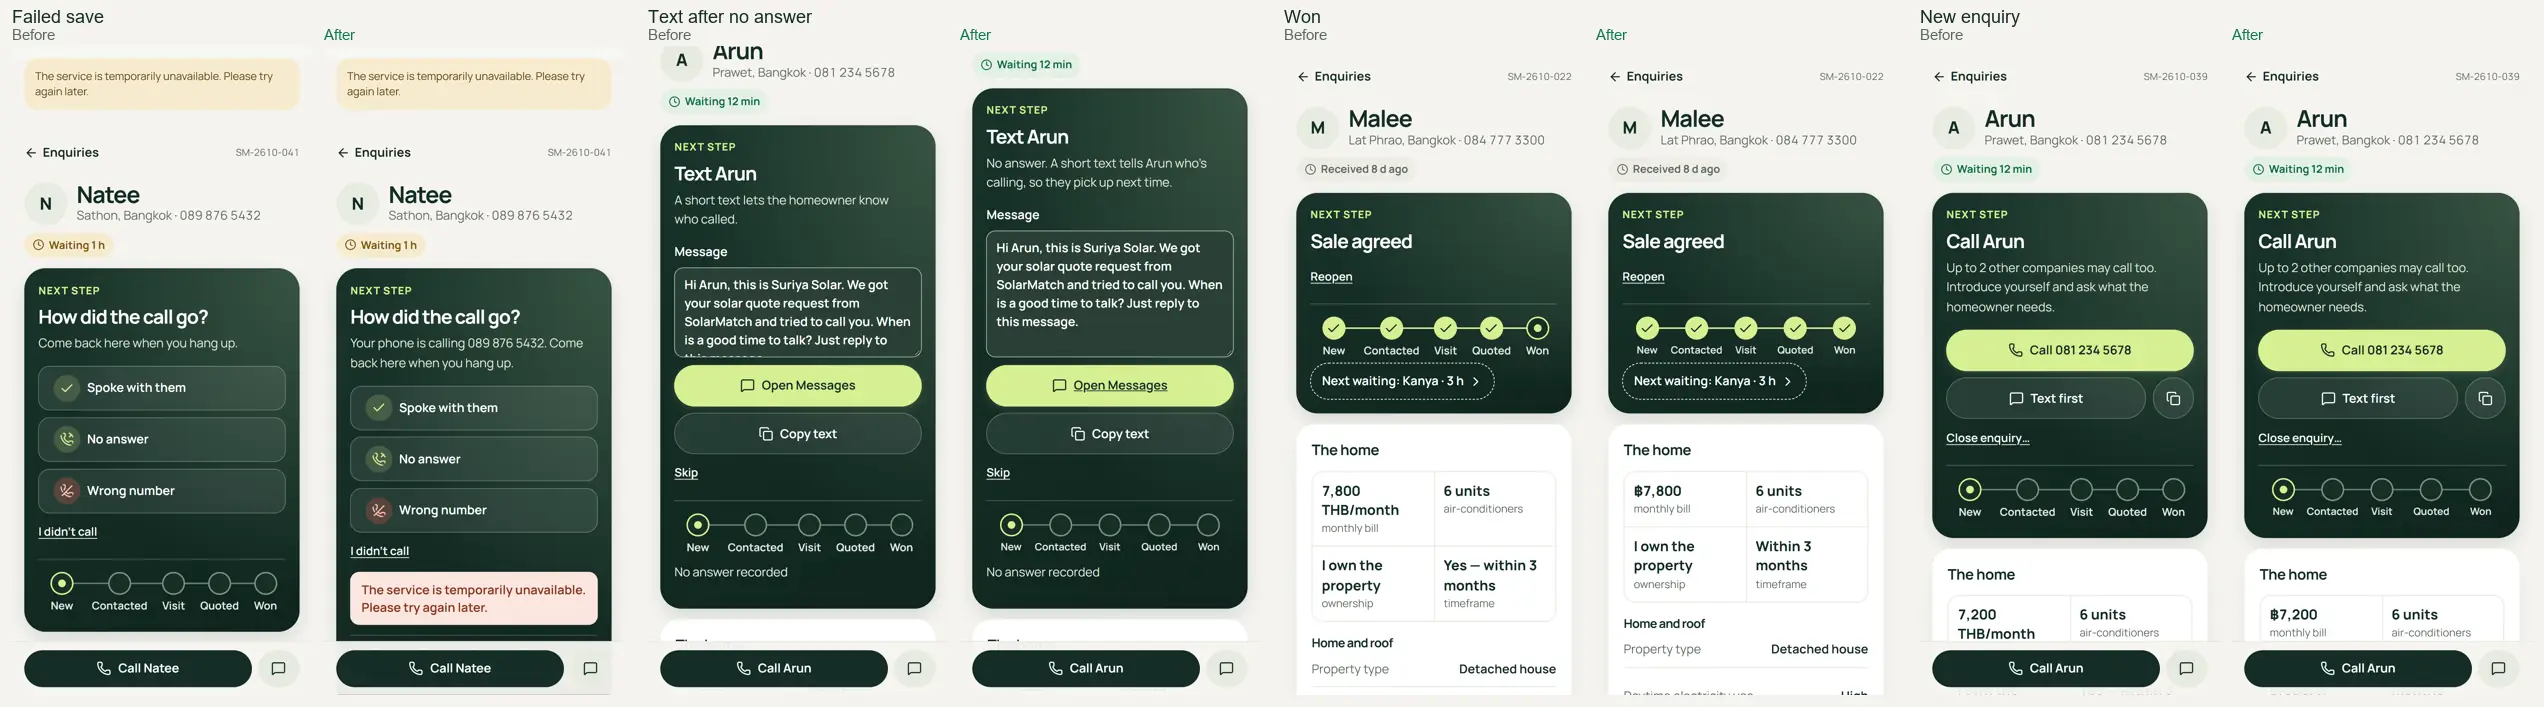 Failed save
Before
The service is temporarily unavailable. Please try
again later.
Enquiries
SM-2610-041
N
Natee
Sathon, Bangkok · 089 876 5432
Waiting 1 h
NEXT STEP
How did the call go?
Come back here when you hang up.
Spoke with them
No answer
Wrong number
I didn't call
New
Contacted
Visit
Quoted
Won
Call Natee
After
The service is temporarily unavailable. Please try
again later.
Enquiries
SM-2610-041
N
Natee
Sathon, Bangkok · 089 876 5432
Waiting 1 h
NEXT STEP
How did the call go?
Your phone is calling 089 876 5432. Come
back here when you hang up.
Spoke with them
No answer
Wrong number
I didn't call
The service is temporarily unavailable.
Please try again later.
Call Natee
Text after no answer
Before
A
Arun
Prawet, Bangkok · 081 234 5678
Waiting 12 min
NEXT STEP
Text Arun
A short text lets the homeowner know
who called.
Message
Hi Arun, this is Suriya Solar. We got
your solar quote request from
SolarMatch and tried to call you. When
is a good time to talk? Just reply to
Open Messages
Copy text
Skip
New
Contacted
Visit
Quoted
Won
No answer recorded
Call Arun
After
Waiting 12 min
NEXT STEP
Text Arun
No answer. A short text tells Arun who's
calling, so they pick up next time.
Message
Hi Arun, this is Suriya Solar. We got
your solar quote request from
SolarMatch and tried to call you. When
is a good time to talk? Just reply to
this message.
Open Messages
Copy text
Skip
New
Contacted
Visit
Quoted
Won
No answer recorded
Call Arun
Won
Before
Enquiries
SM-2610-022
M
Malee
Lat Phrao, Bangkok · 084 777 3300
Received 8 d ago
NEXT STEP
Sale agreed
Reopen
New
Contacted
Visit
Quoted
Won
Next waiting: Kanya · 3 h
The home
7,800
THB/month
monthly bill
6 units
air-conditioners
I own the
property
ownership
Yes — within 3
months
timeframe
Home and roof
Property type
Detached house
After
Enquiries
SM-2610-022
M
Malee
Lat Phrao, Bangkok · 084 777 3300
Received 8 d ago
NEXT STEP
Sale agreed
Reopen
New
Contacted
Visit
Quoted
Won
Next waiting: Kanya · 3 h
The home
฿7,800
monthly bill
6 units
air-conditioners
I own the
property
ownership
Within 3
months
timeframe
Home and roof
Property type
Detached house
New enquiry
Before
Enquiries
SM-2610-039
A
Arun
Prawet, Bangkok · 081 234 5678
Waiting 12 min
NEXT STEP
Call Arun
Up to 2 other companies may call too.
Introduce yourself and ask what the
homeowner needs.
Call 081 234 5678
Text first
Close enquiry...
New
Contacted
Visit
Quoted
Won
The home
7,200
THB/month
6 units
air-conditioners
Call Arun
After
Enquiries
SM-2610-039
A
Arun
Prawet, Bangkok · 081 234 5678
Waiting 12 min
NEXT STEP
Call Arun
Up to 2 other companies may call too.
Introduce yourself and ask what the
homeowner needs.
Call 081 234 5678
Text first
Close enquiry...
New
Contacted
Visit
Quoted
Won
The home
฿7,200
monthly bill
6 units
air-conditioners
Call Arun